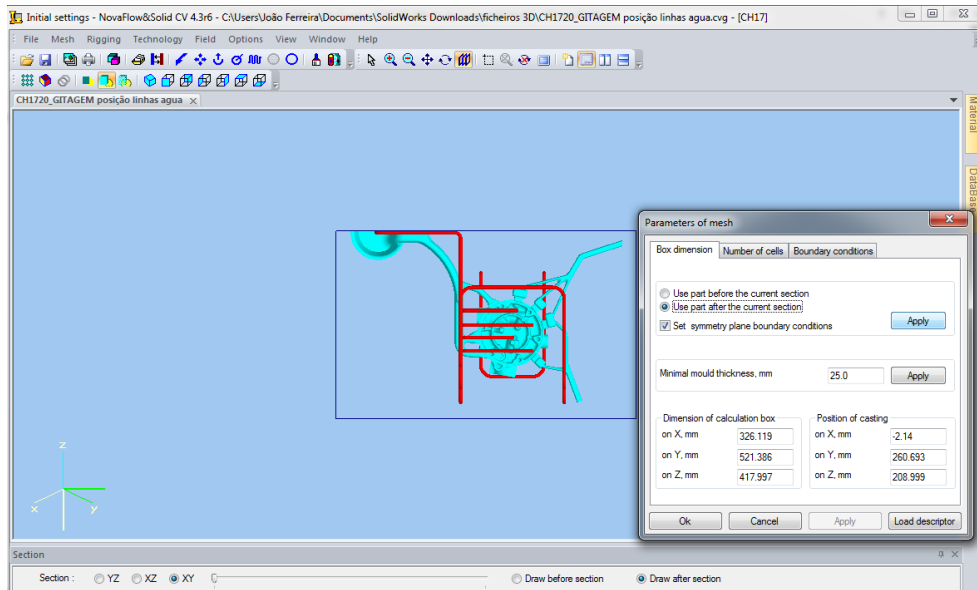 Initial settings - NovaFlow&Solid CV 4.3r6 - C:\Users\João Ferreira\Documents\SolidWorks Downloads\ficheiros 3D\CH1720_GITAGEM posição linhas agua.cvg - [CH17]
File Mesh Rigging Technology Field Options View Window Help
CH1720_GITAGEM posição linhas agua
Material
DataBase
Parameters of mesh
Box dimension Number of cells Boundary conditions
Use part before the current section
Use part after the current section
Set symmetry plane boundary conditions Apply
Minimal mould thickness, mm 25.0 Apply
Dimension of calculation box Position of casting
on X, mm 326.119 on X, mm -2.14
on Y, mm 521.386 on Y, mm 260.693
on Z, mm 417.997 on Z, mm 208.999
Ok Cancel Apply Load descriptor
Z
X Y
Section
Section : YZ XZ XY Draw before section Draw after section